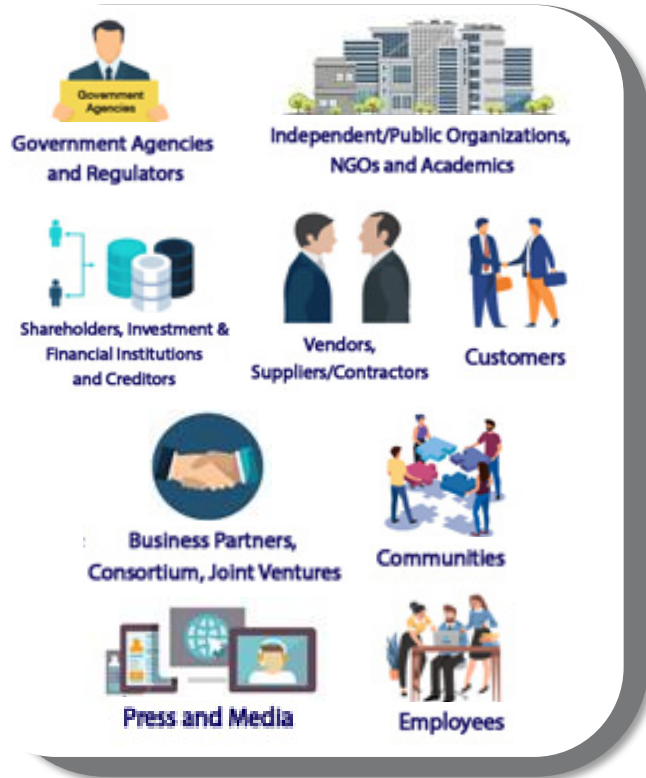 Government
Agencies
Government Agencies
and Regulators
Independent/Public Organizations,
NGOs and Academics
Shareholders, Investment &
Financial Institutions
and Creditors
Vendors,
Suppliers/Contractors
Customers
Business Partners,
Consortium, Joint Ventures
Communities
Press and Media
Employees